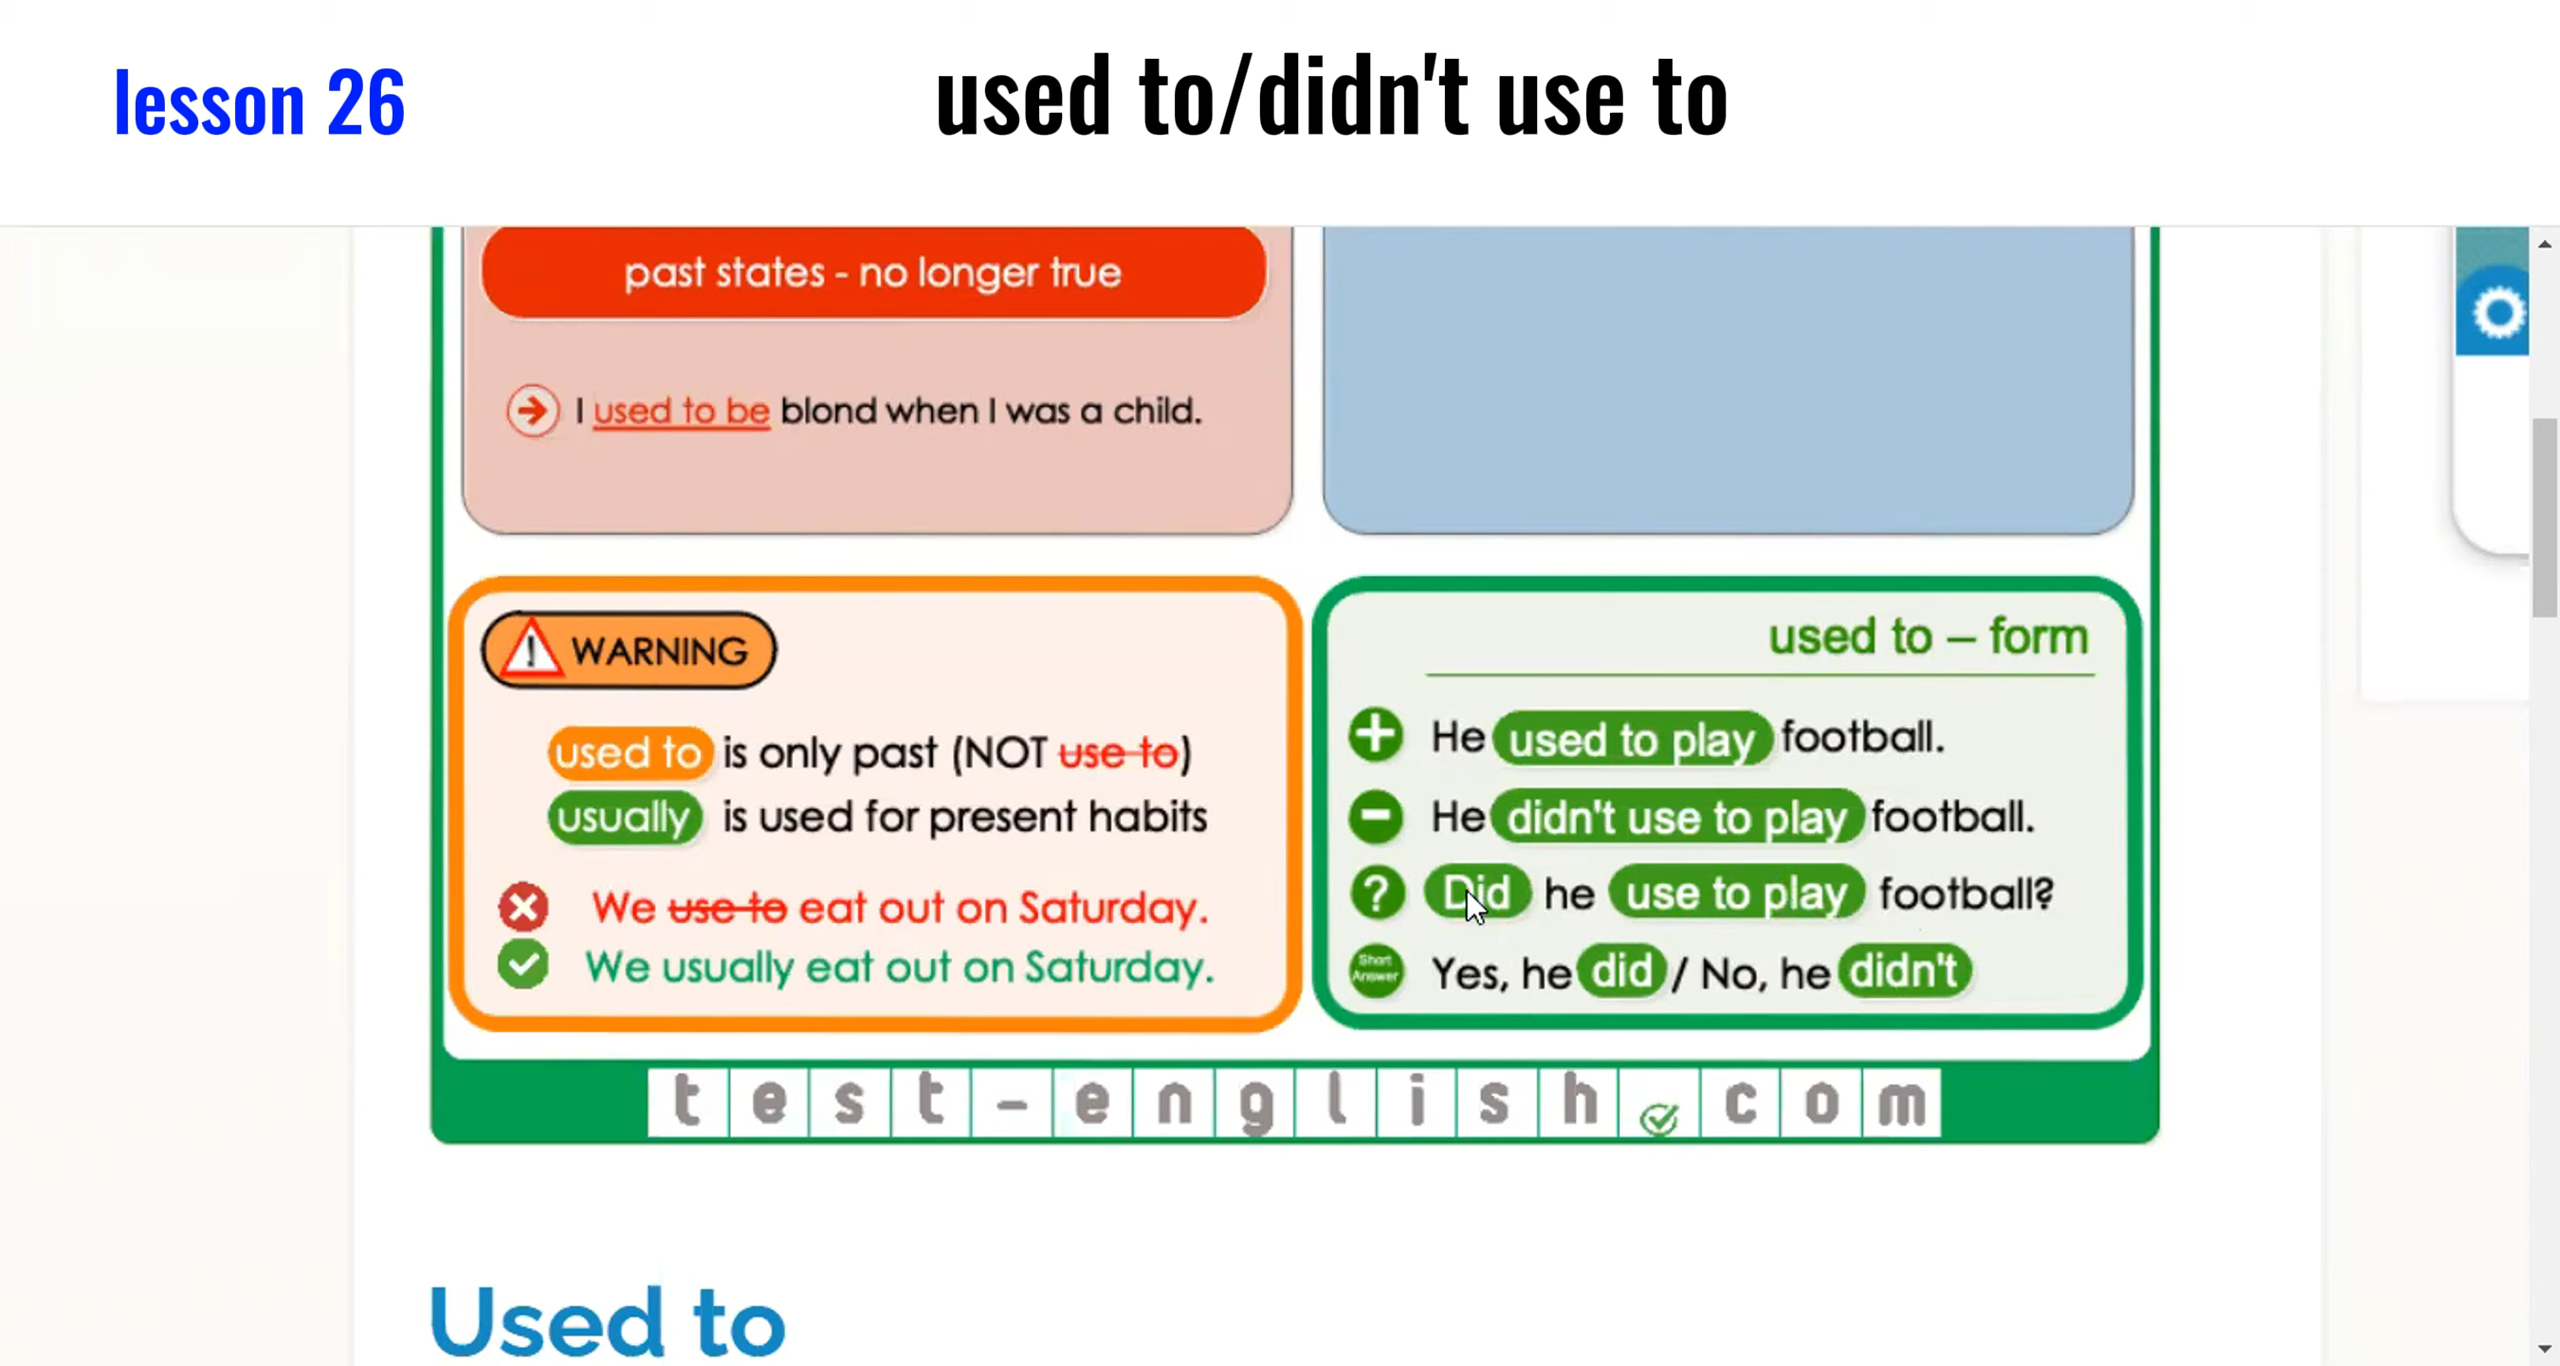 lesson 26
used to/didn't use to
past states - no longer true
I used to be blond when I was a child.
WARNING
used to is only past (NOT use to)
usually is used for present habits
We use to eat out on Saturday.
We usually eat out on Saturday.
used to – form
He used to play football.
He didn't use to play football.
? Did he use to play football?
Short Answer Yes, he did / No, he didn't
test-english com
Used to